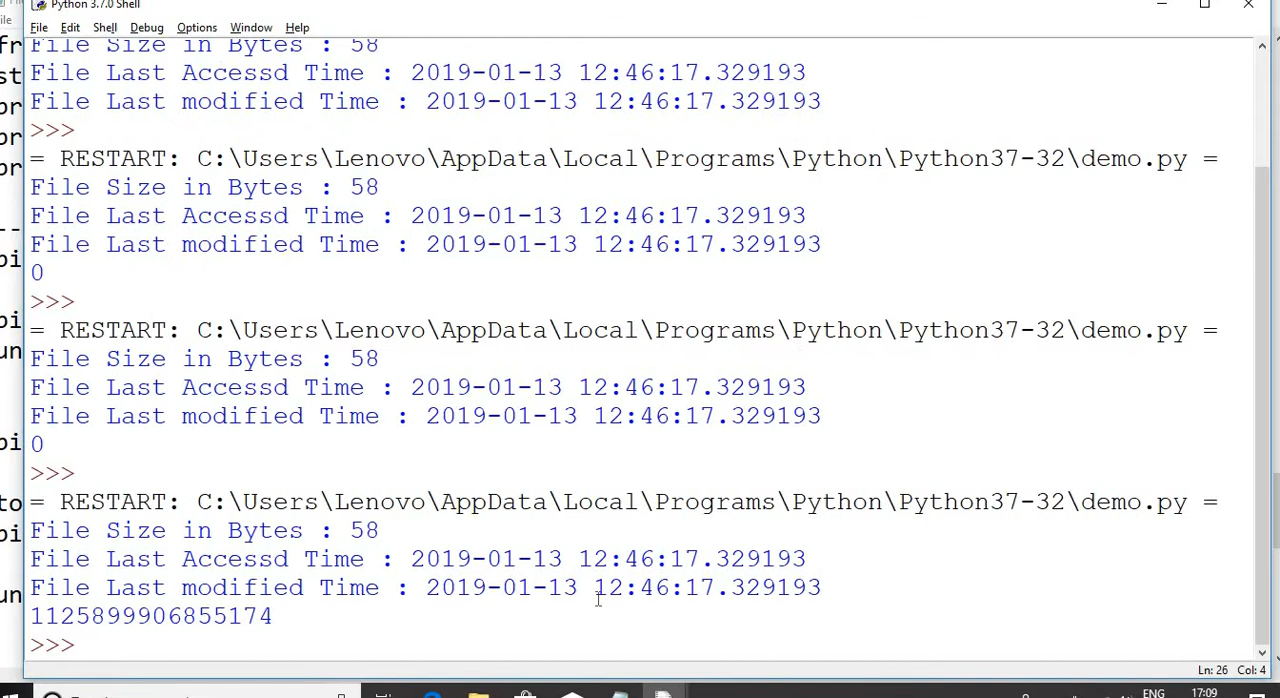 Python 3.7.0 Shell
File Edit Shell Debug Options Window Help
File Size in Bytes : 58
File Last Accessd Time : 2019-01-13 12:46:17.329193
File Last modified Time : 2019-01-13 12:46:17.329193
>>>
= RESTART: C:\Users\Lenovo\AppData\Local\Programs\Python\Python37-32\demo.py =
File Size in Bytes : 58
File Last Accessd Time : 2019-01-13 12:46:17.329193
File Last modified Time : 2019-01-13 12:46:17.329193
0
>>>
= RESTART: C:\Users\Lenovo\AppData\Local\Programs\Python\Python37-32\demo.py =
File Size in Bytes : 58
File Last Accessd Time : 2019-01-13 12:46:17.329193
File Last modified Time : 2019-01-13 12:46:17.329193
0
>>>
= RESTART: C:\Users\Lenovo\AppData\Local\Programs\Python\Python37-32\demo.py =
File Size in Bytes : 58
File Last Accessd Time : 2019-01-13 12:46:17.329193
File Last modified Time : 2019-01-13 12:46:17.329193
1125899906855174
>>>
Ln: 26 Col: 4
ENG 17:09